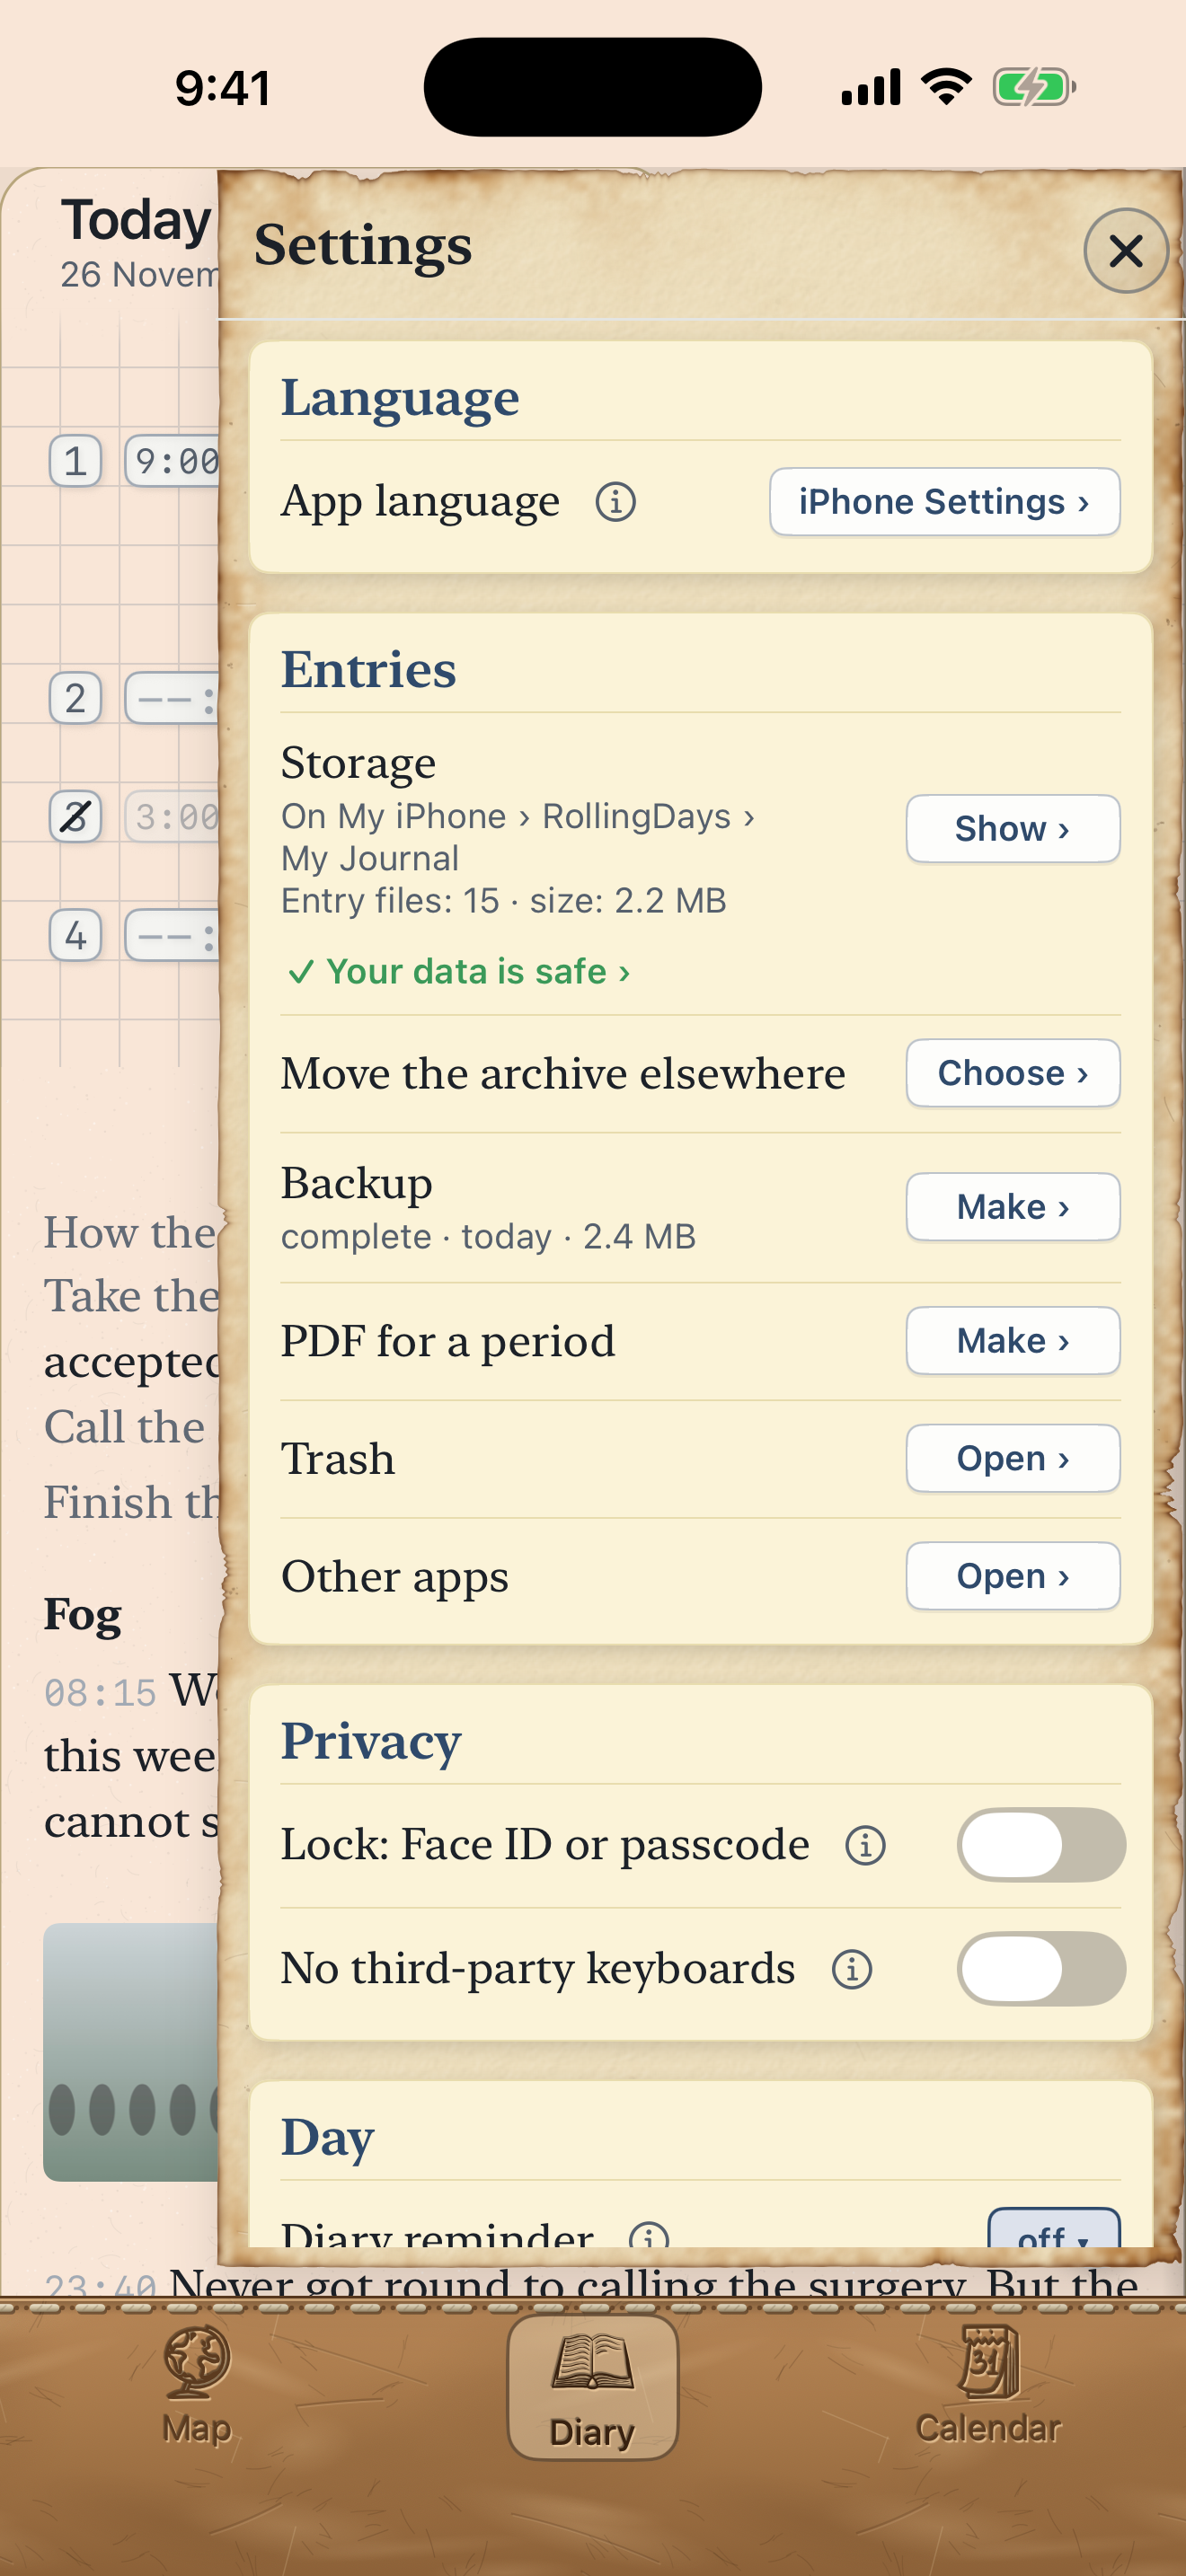 9:41
Today
26 Novem
Settings
Language
App language
iPhone Settings ›
1
9:00
Entries
Storage
On My iPhone › RollingDays ›
My Journal
Entry files: 15 · size: 2.2 MB
Show ›
✓ Your data is safe ›
2
--:
3
3:00
4
--:
Move the archive elsewhere
Choose ›
Backup
complete · today · 2.4 MB
Make ›
PDF for a period
Make ›
Trash
Open ›
Other apps
Open ›
How the
Take the
accepted
Call the
Finish th
Fog
08:15 We
this wee
cannot s
Privacy
Lock: Face ID or passcode
No third-party keyboards
Day
Diary reminder
off
23:40 Never got round to calling the surgery. But the
Map
Diary
31
Calendar